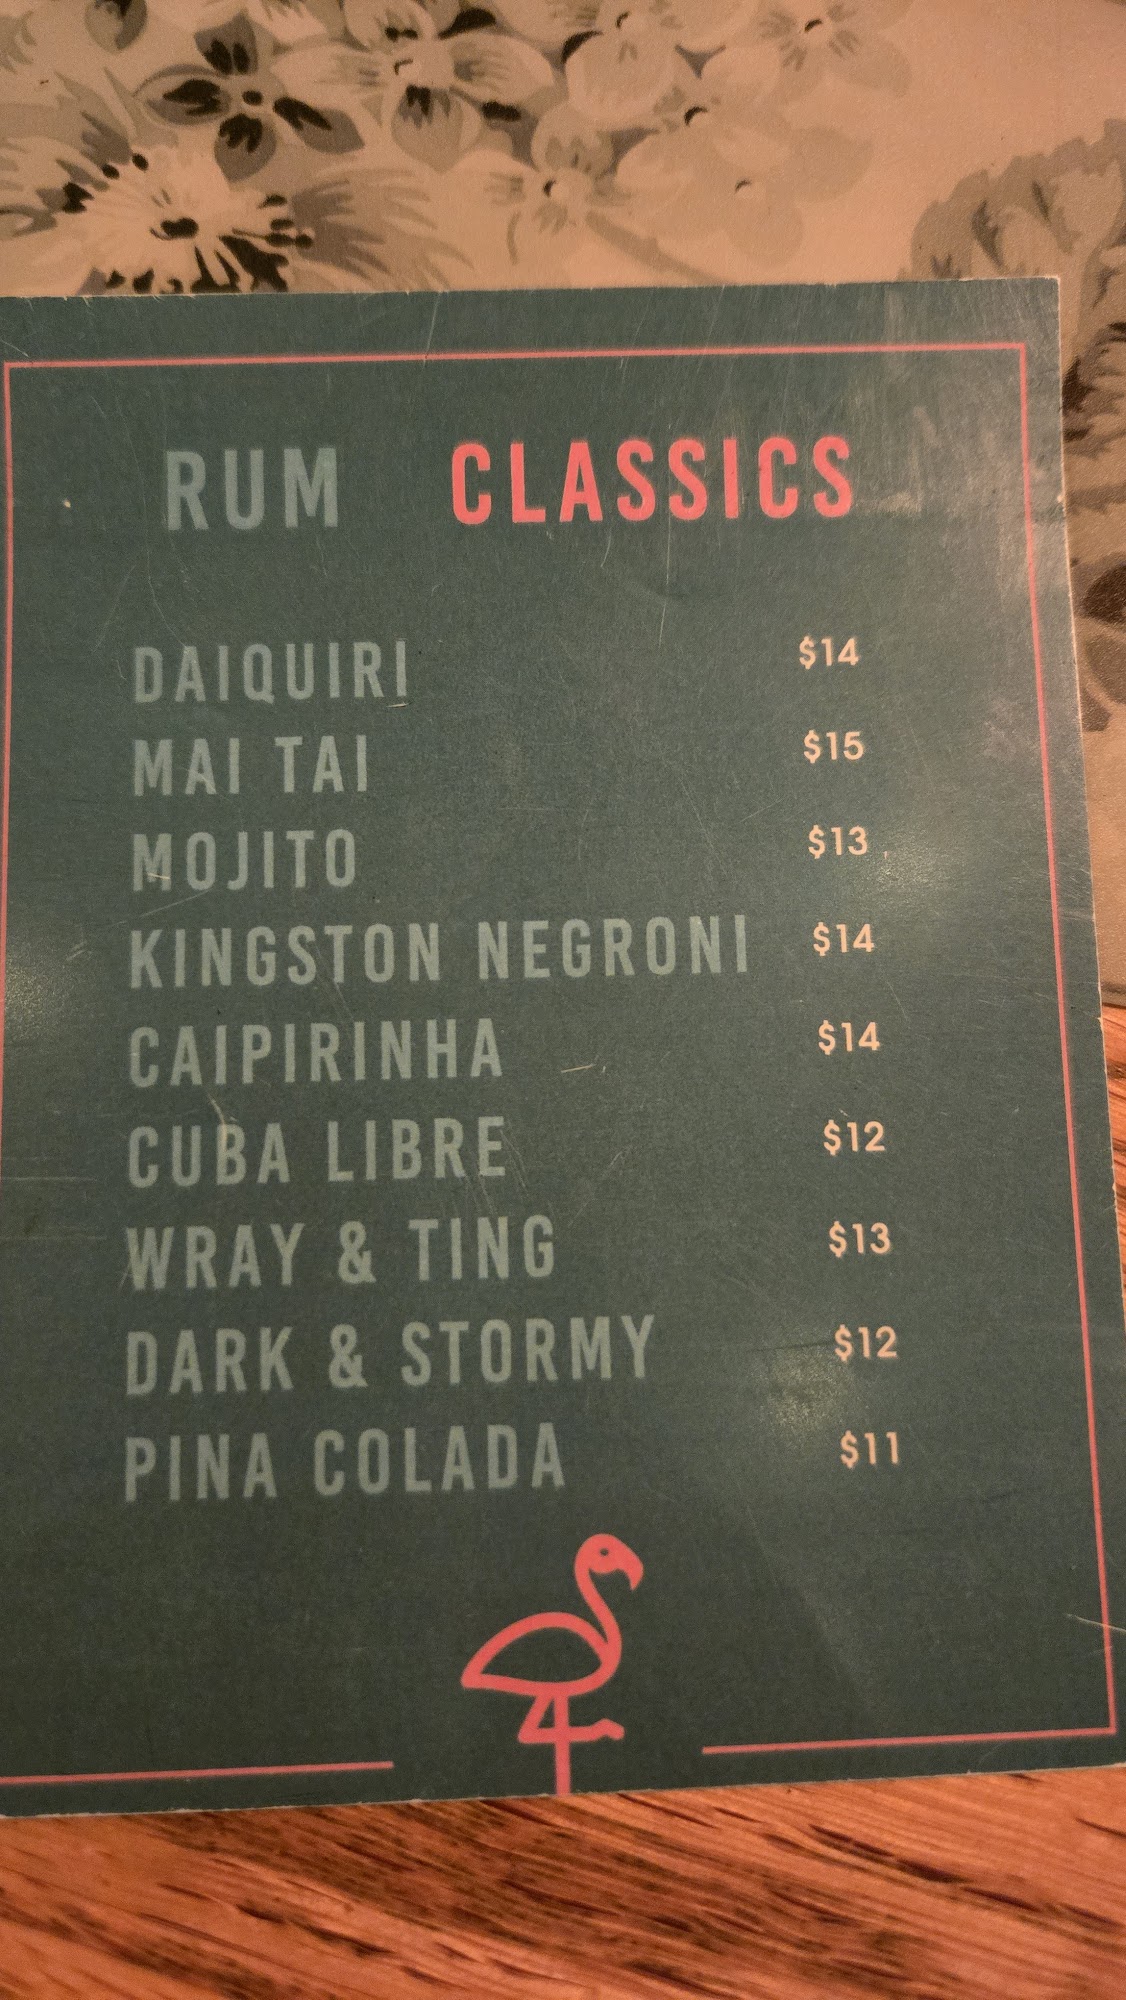 RUM CLASSICS
DAIQUIRI $14
MAI TAI $15
MOJITO $13
KINGSTON NEGRONI $14
CAIPIRINHA $14
CUBA LIBRE $12
WRAY & TING $13
DARK & STORMY $12
PINA COLADA $11